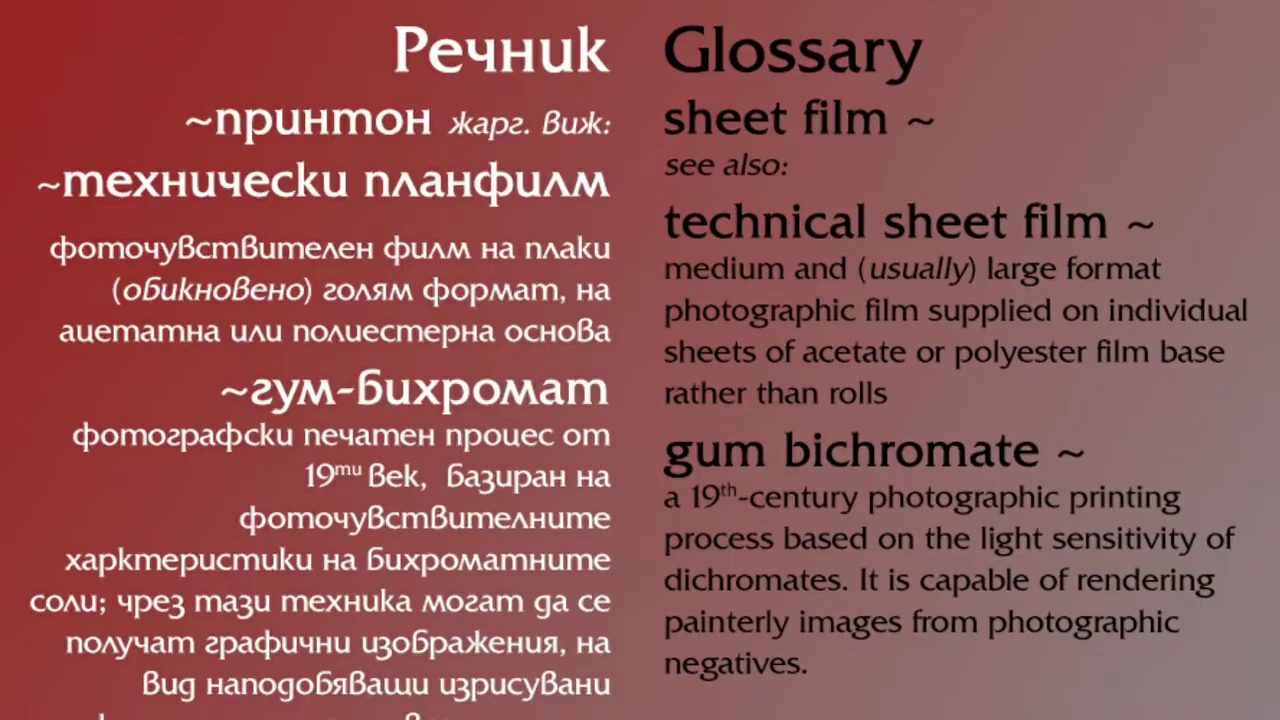 Речник
~принтон жарг. виж:
~технически планфилм
фоточувствителен филм на плаки
(обикновено) голям формат, на
ацетатна или полиестерна основа
~гум-бихромат
фотографски печатен процес от
19ти век, базиран на
фоточувствителните
харктеристики на бихроматните
соли; чрез тази техника могат да се
получат графични изображения, на
вид наподобяващи изрисувани
Glossary
sheet film ~
see also:
technical sheet film ~
medium and (usually) large format
photographic film supplied on individual
sheets of acetate or polyester film base
rather than rolls
gum bichromate ~
a 19th-century photographic printing
process based on the light sensitivity of
dichromates. It is capable of rendering
painterly images from photographic
negatives.